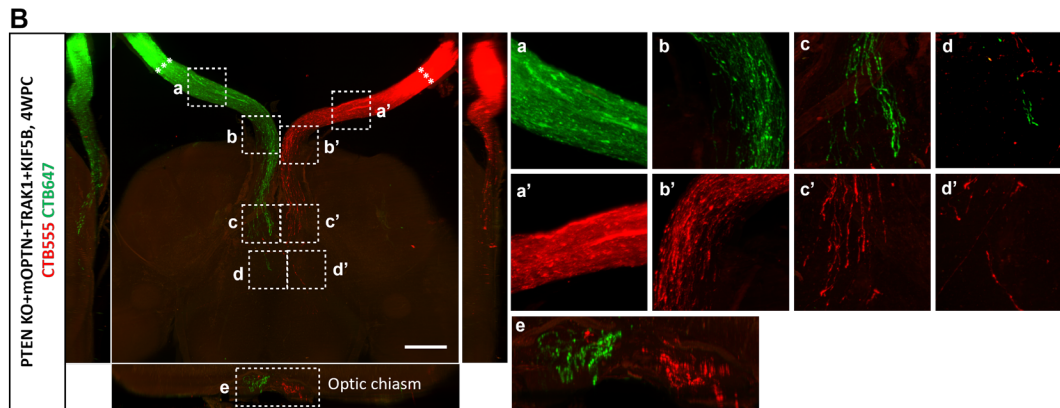 B
PTEN KO+mOPTN+TRAK1+KIF5B, 4WPC
CTB555 CTB647
***
***
a
a’
b
b’
c
c’
d
d’
e
Optic chiasm
a
b
c
d
a’
b’
c’
d’
e